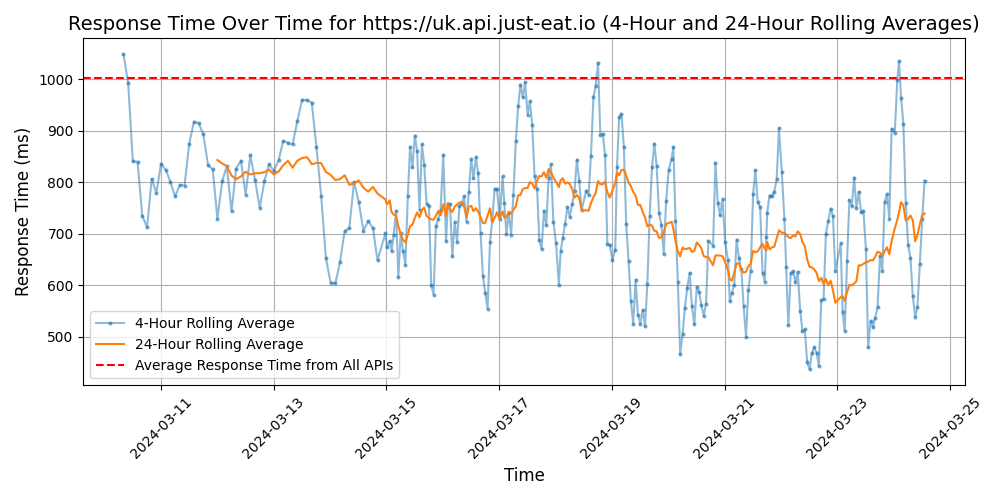 Response Time Over Time for https://uk.api.just-eat.io (4-Hour and 24-Hour Rolling Averages)
Response Time (ms)
1000
900
800
700
600
500
4-Hour Rolling Average
24-Hour Rolling Average
Average Response Time from All APIs
2024-03-11
2024-03-13
2024-03-15
2024-03-17
2024-03-19
2024-03-21
2024-03-23
2024-03-25
Time